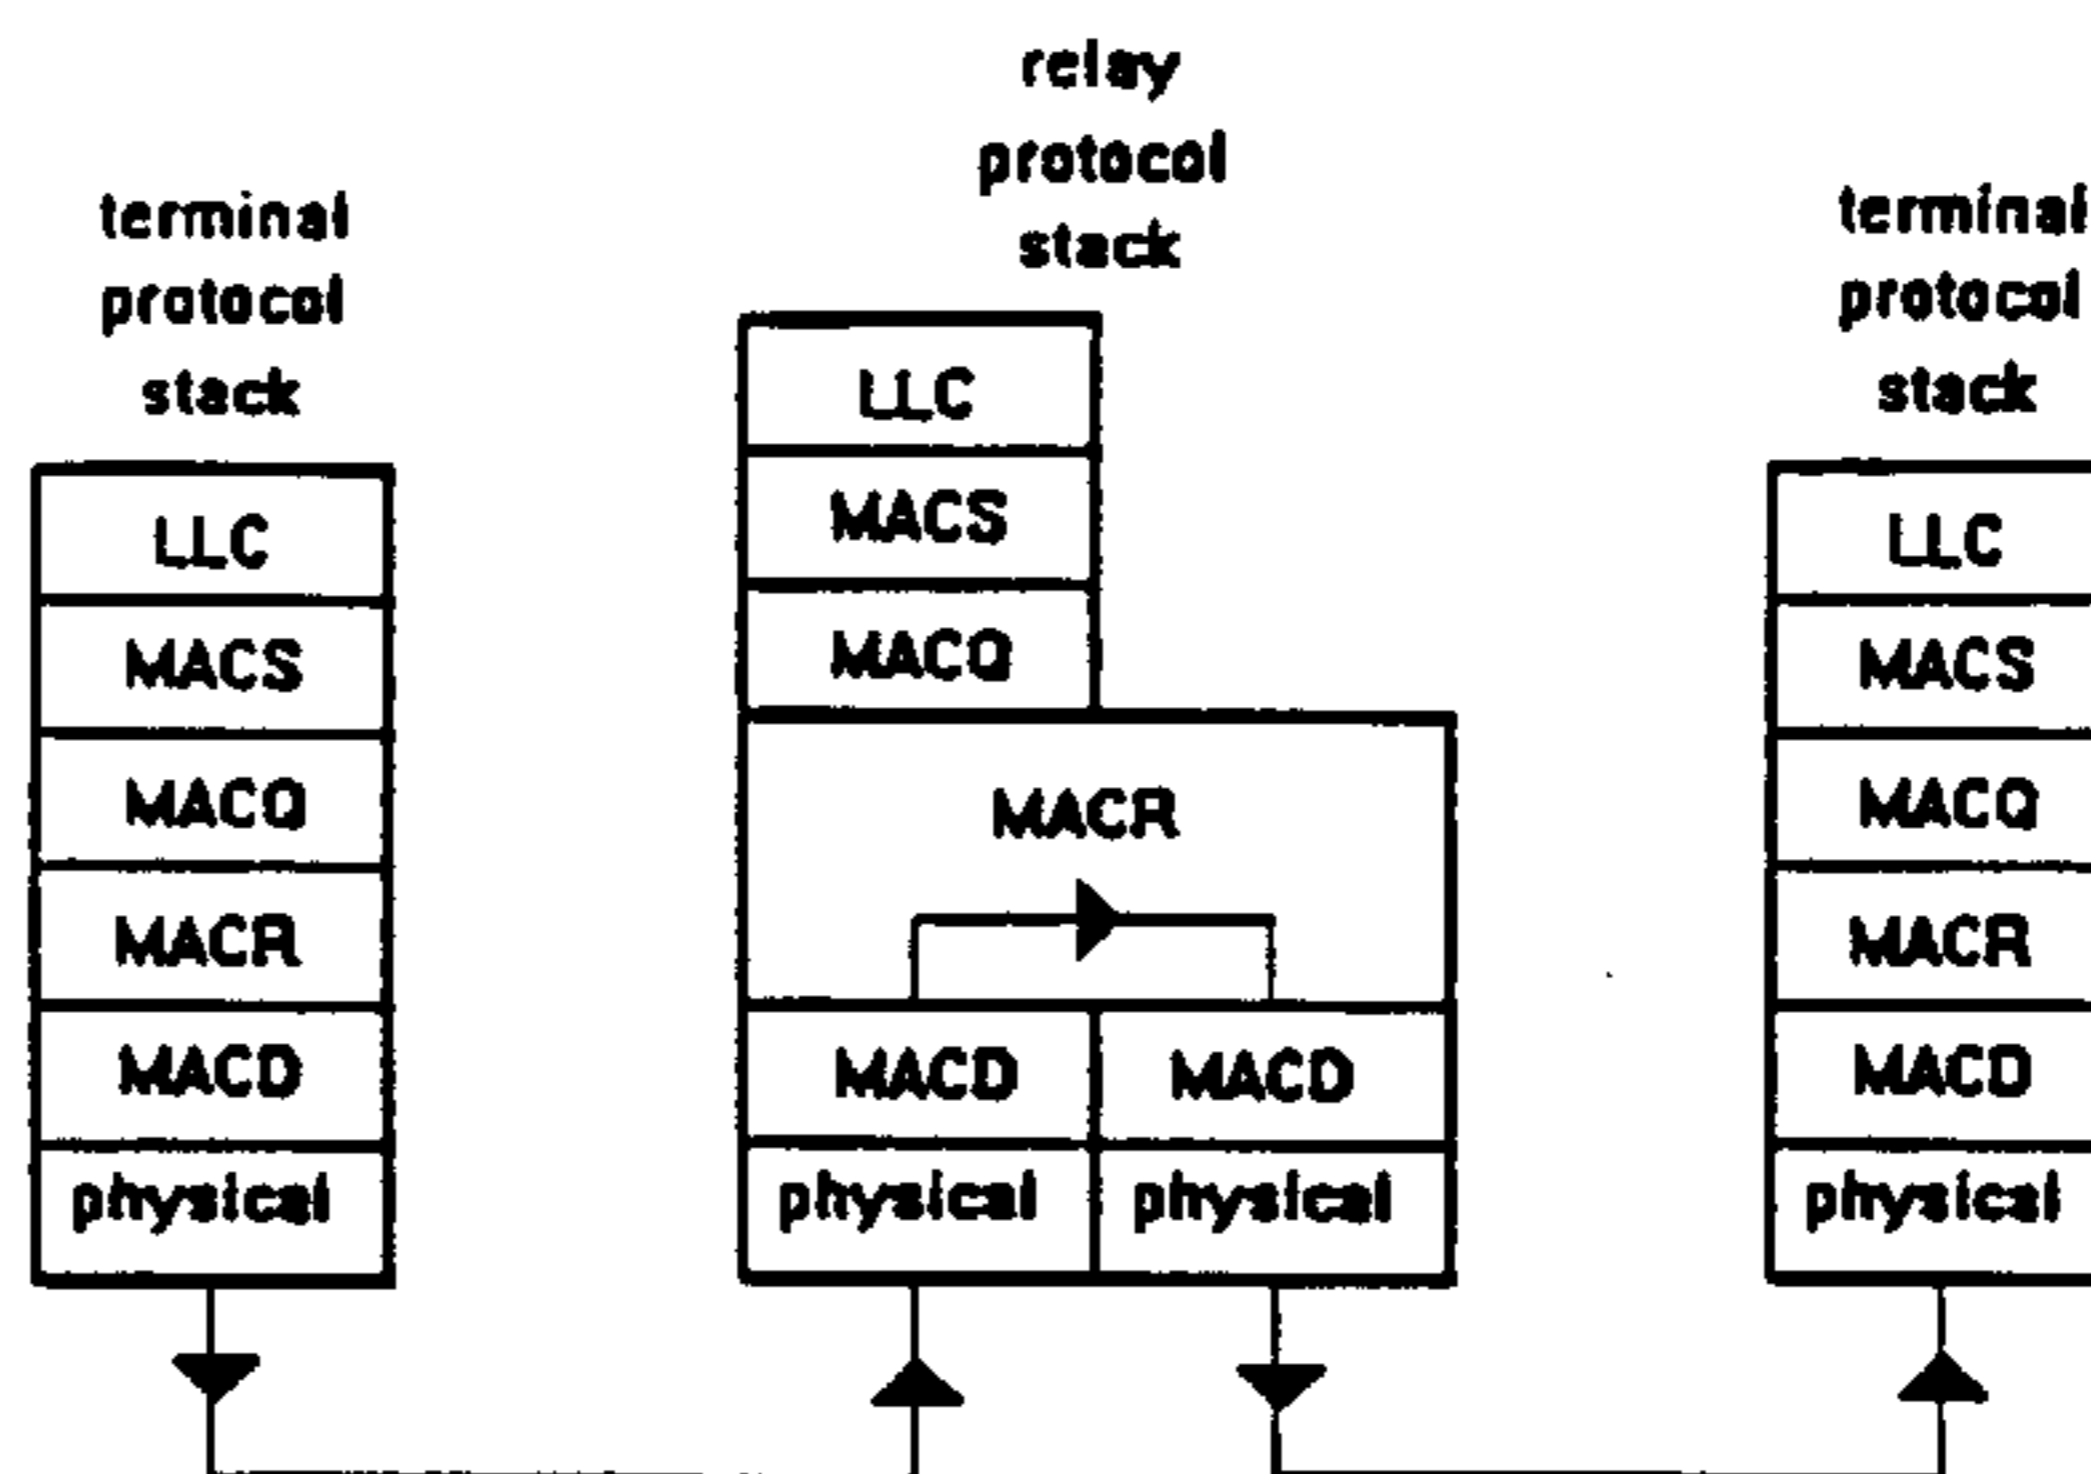 relay
protocol
stack
terminal
protocol
stack
LLC
MACS
MACQ
MACR
MACD
physical
LLC
MACS
MACQ
MACR
MACD MACD
physical physical
terminal
protocol
stack
LLC
MACS
MACQ
MACR
MACD
physical